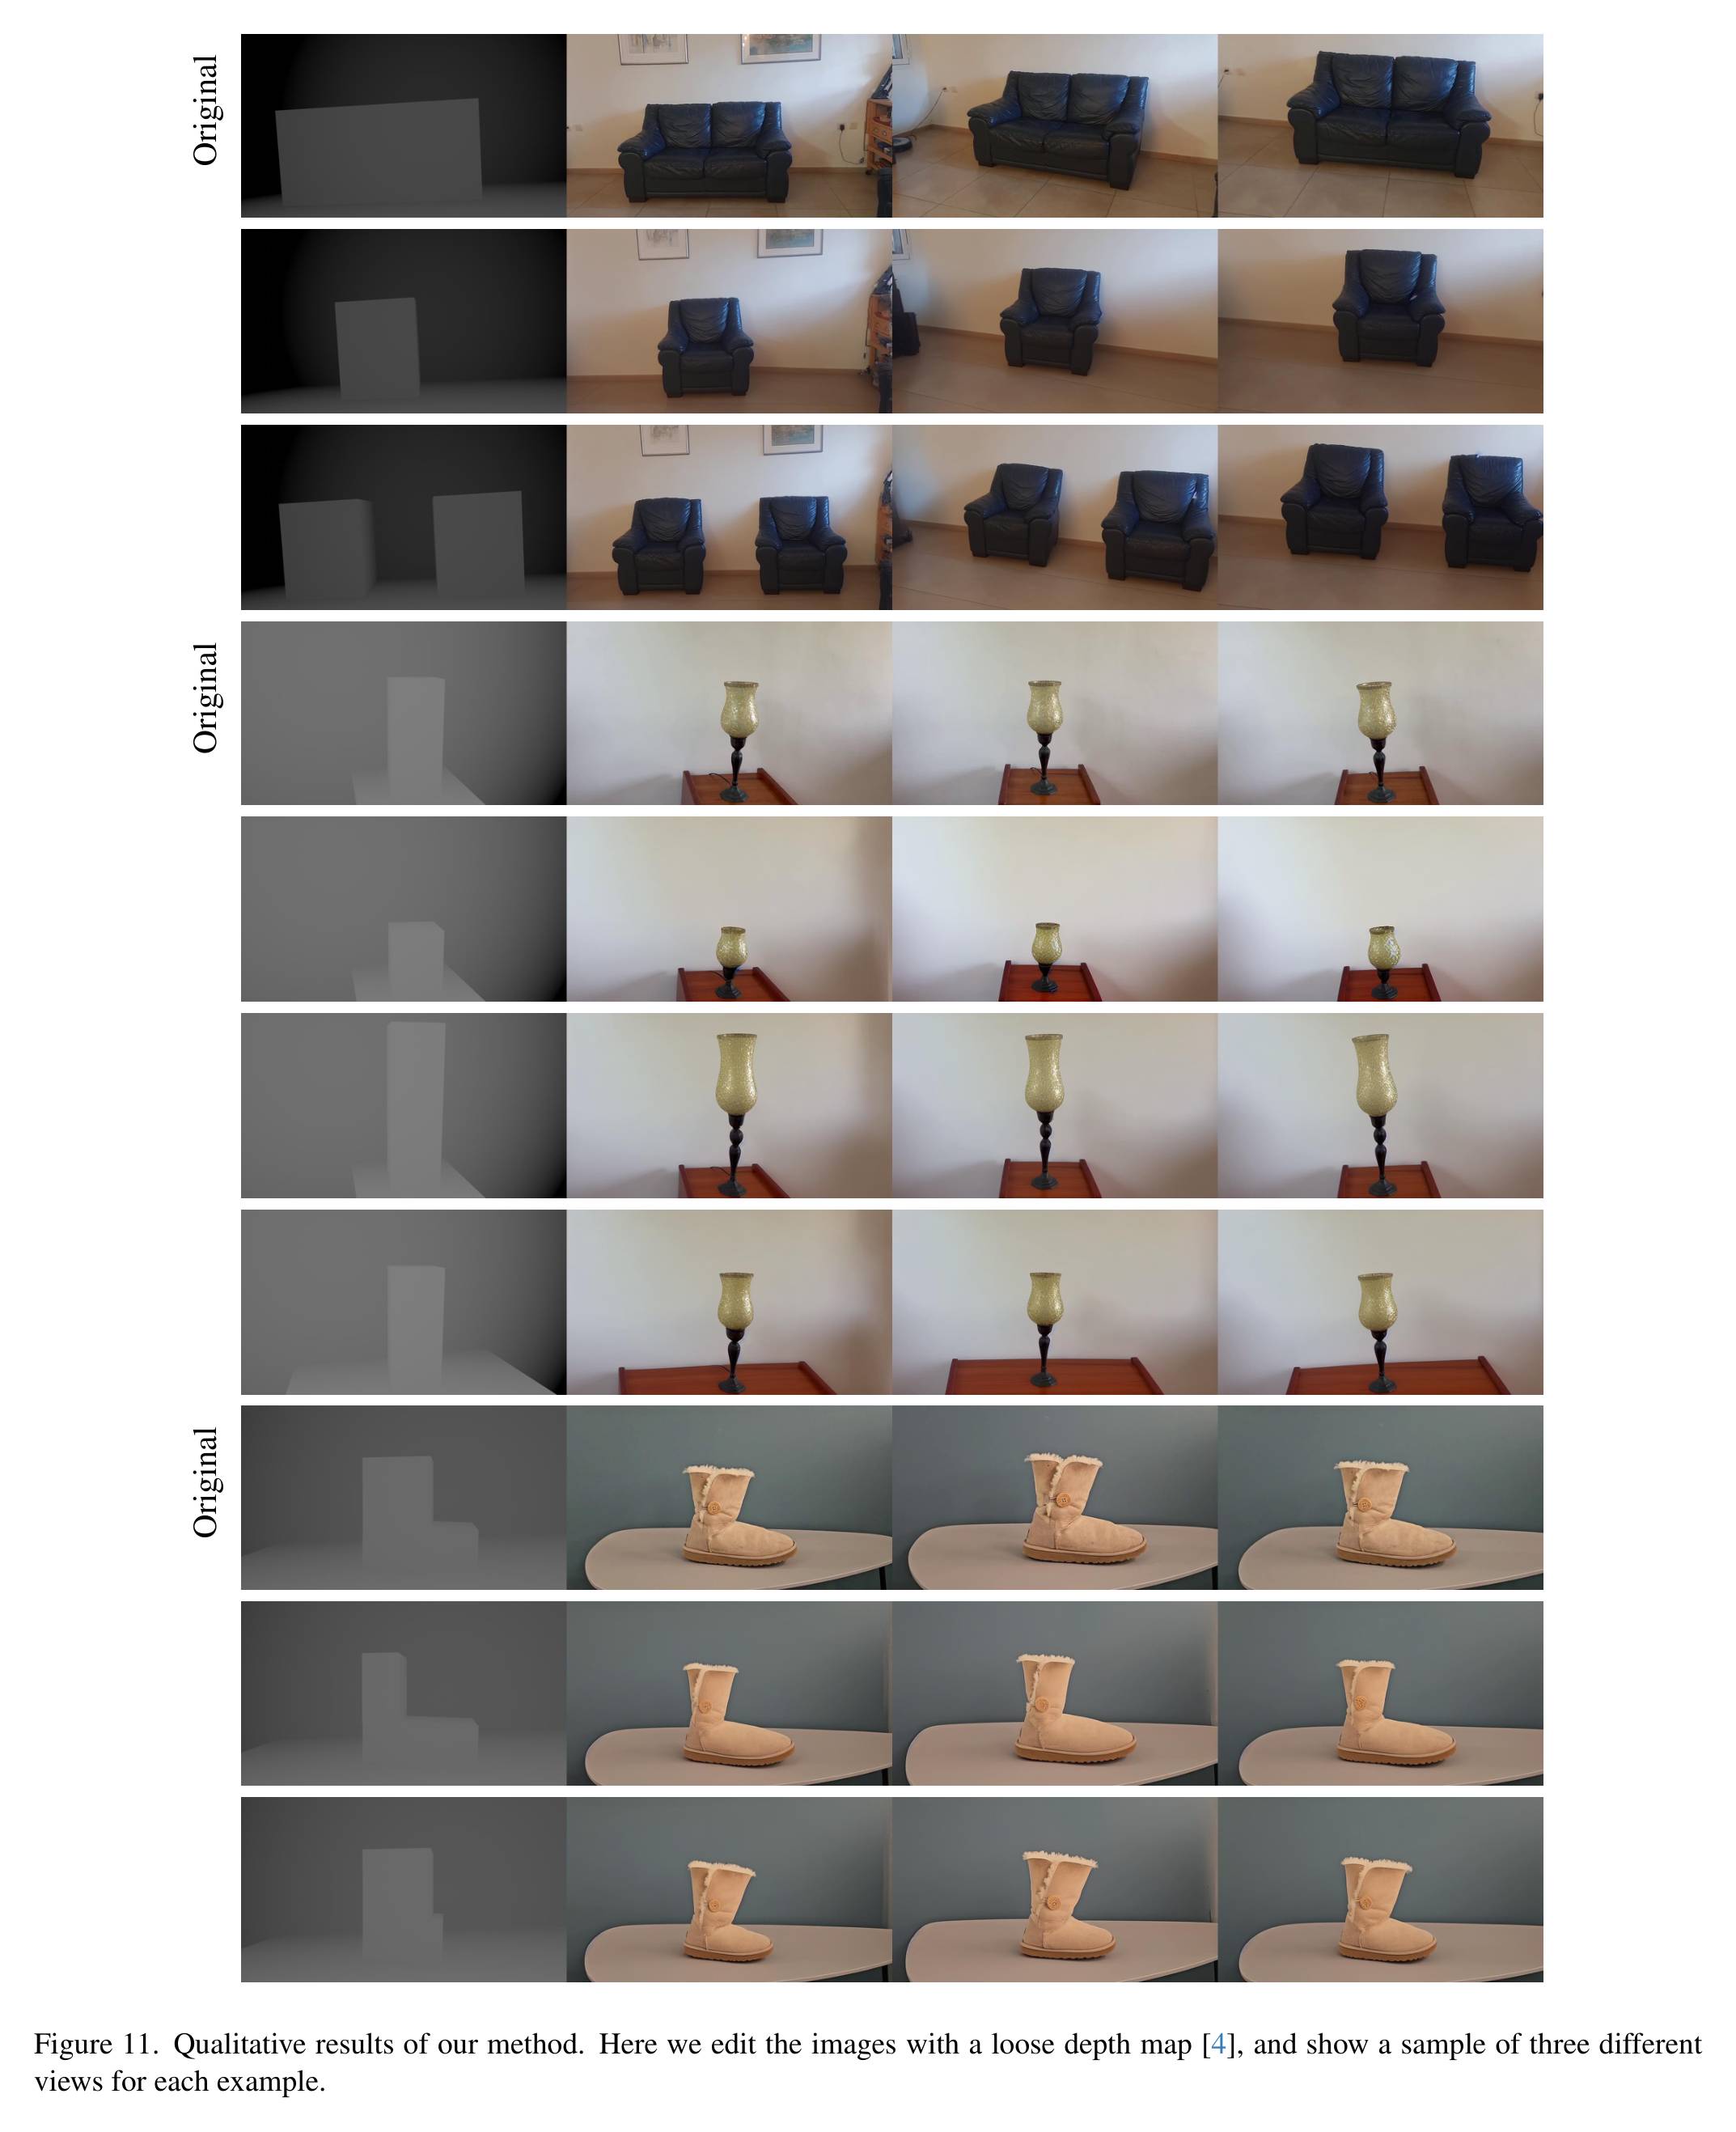 Original
Original
Original
Figure 11. Qualitative results of our method. Here we edit the images with a loose depth map [4], and show a sample of three different
views for each example.